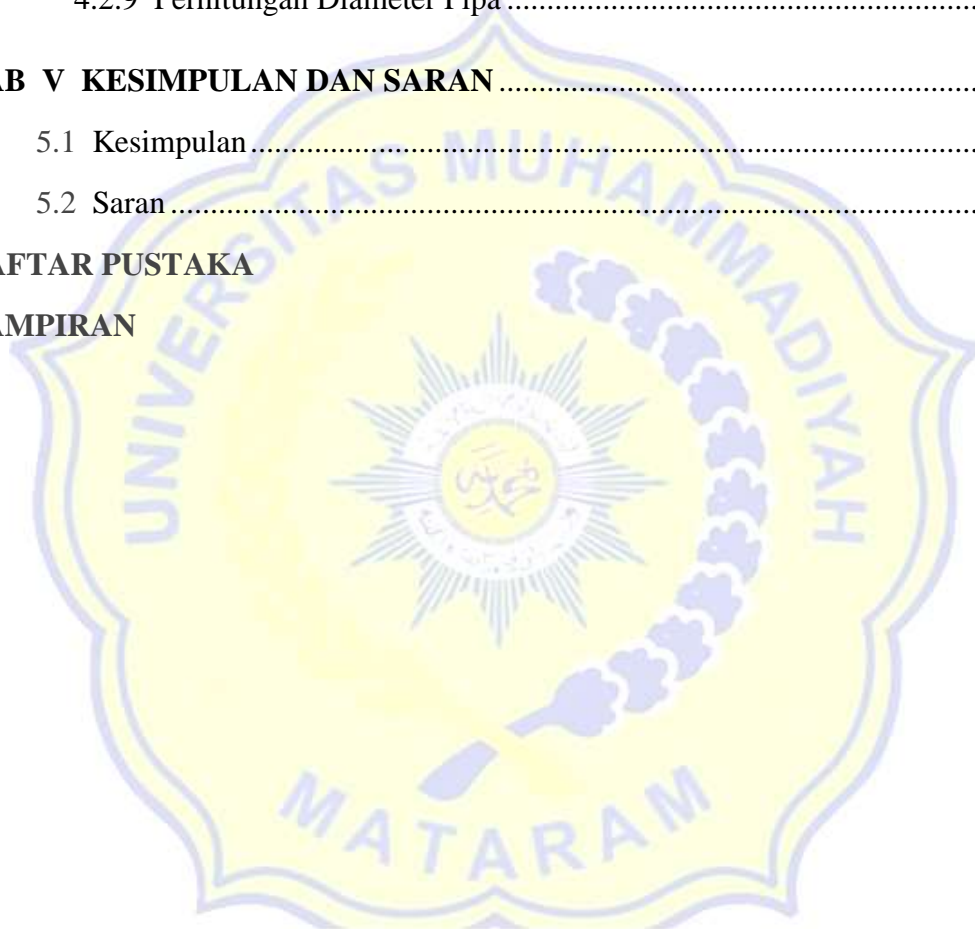 4.2.9 Perhitungan Diameter Pipa ........................................................
AB V KESIMPULAN DAN SARAN ........................................................
5.1 Kesimpulan ........................................................
5.2 Saran ........................................................
AFTAR PUSTAKA
AMPIRAN
UNIVERSITAS MUHAMMADIYAH
MATARAM